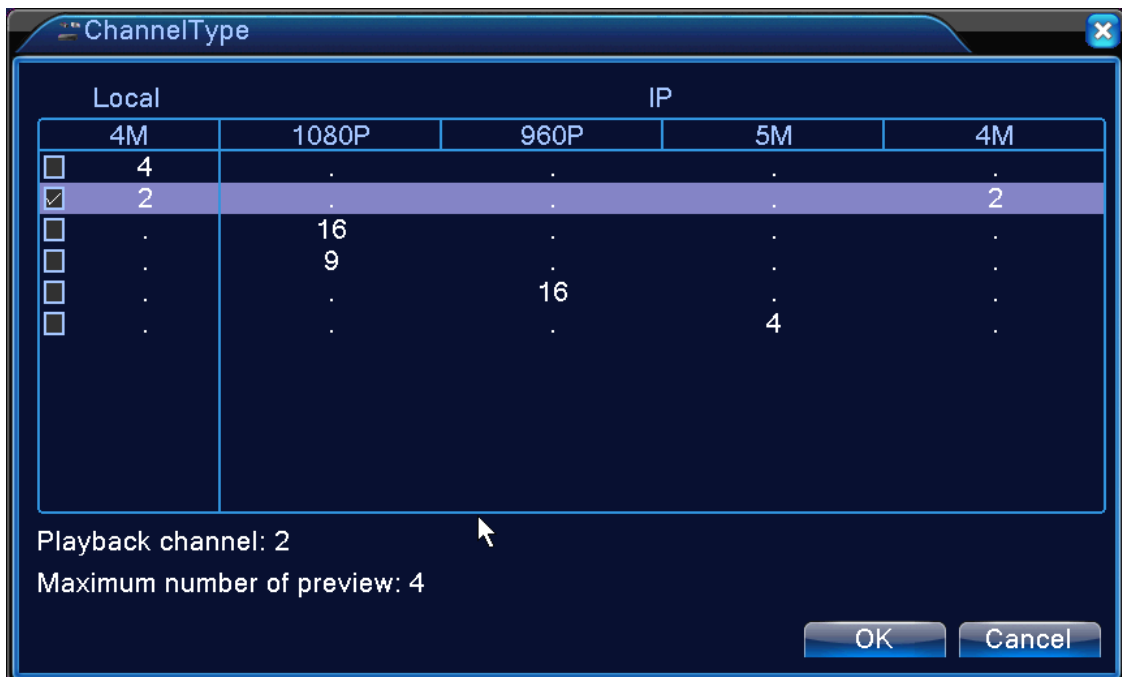 ChannelType
Local IP
4M 1080P 960P 5M 4M
4 . . . .
2 . . . 2
. 16 . . .
. 9 . . .
. . 16 . .
. . . 4 .
Playback channel: 2
Maximum number of preview: 4
OK Cancel